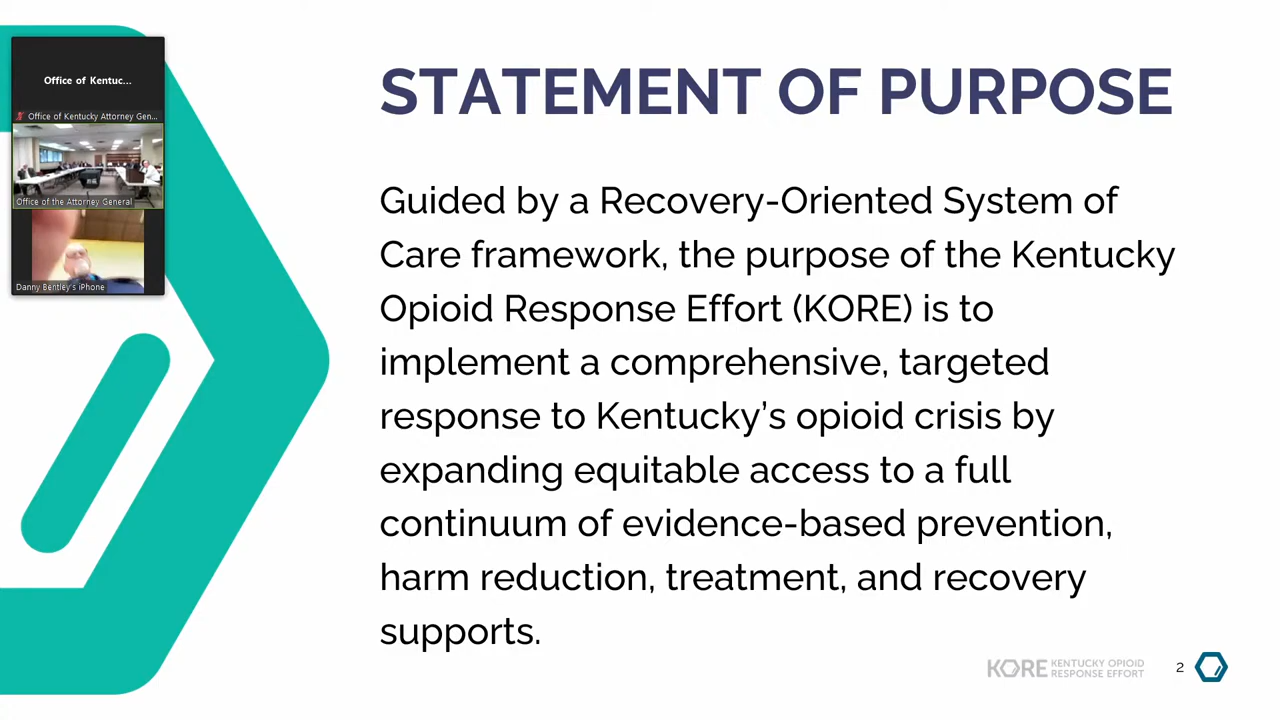 Office of Kentuc...
Office of Kentucky Attorney Gen...
Office of the Attorney General
Danny Bentley's iPhone
STATEMENT OF PURPOSE
Guided by a Recovery-Oriented System of
Care framework, the purpose of the Kentucky
Opioid Response Effort (KORE) is to
implement a comprehensive, targeted
response to Kentucky’s opioid crisis by
expanding equitable access to a full
continuum of evidence-based prevention,
harm reduction, treatment, and recovery
supports.
KORE KENTUCKY OPIOID
RESPONSE EFFORT
2